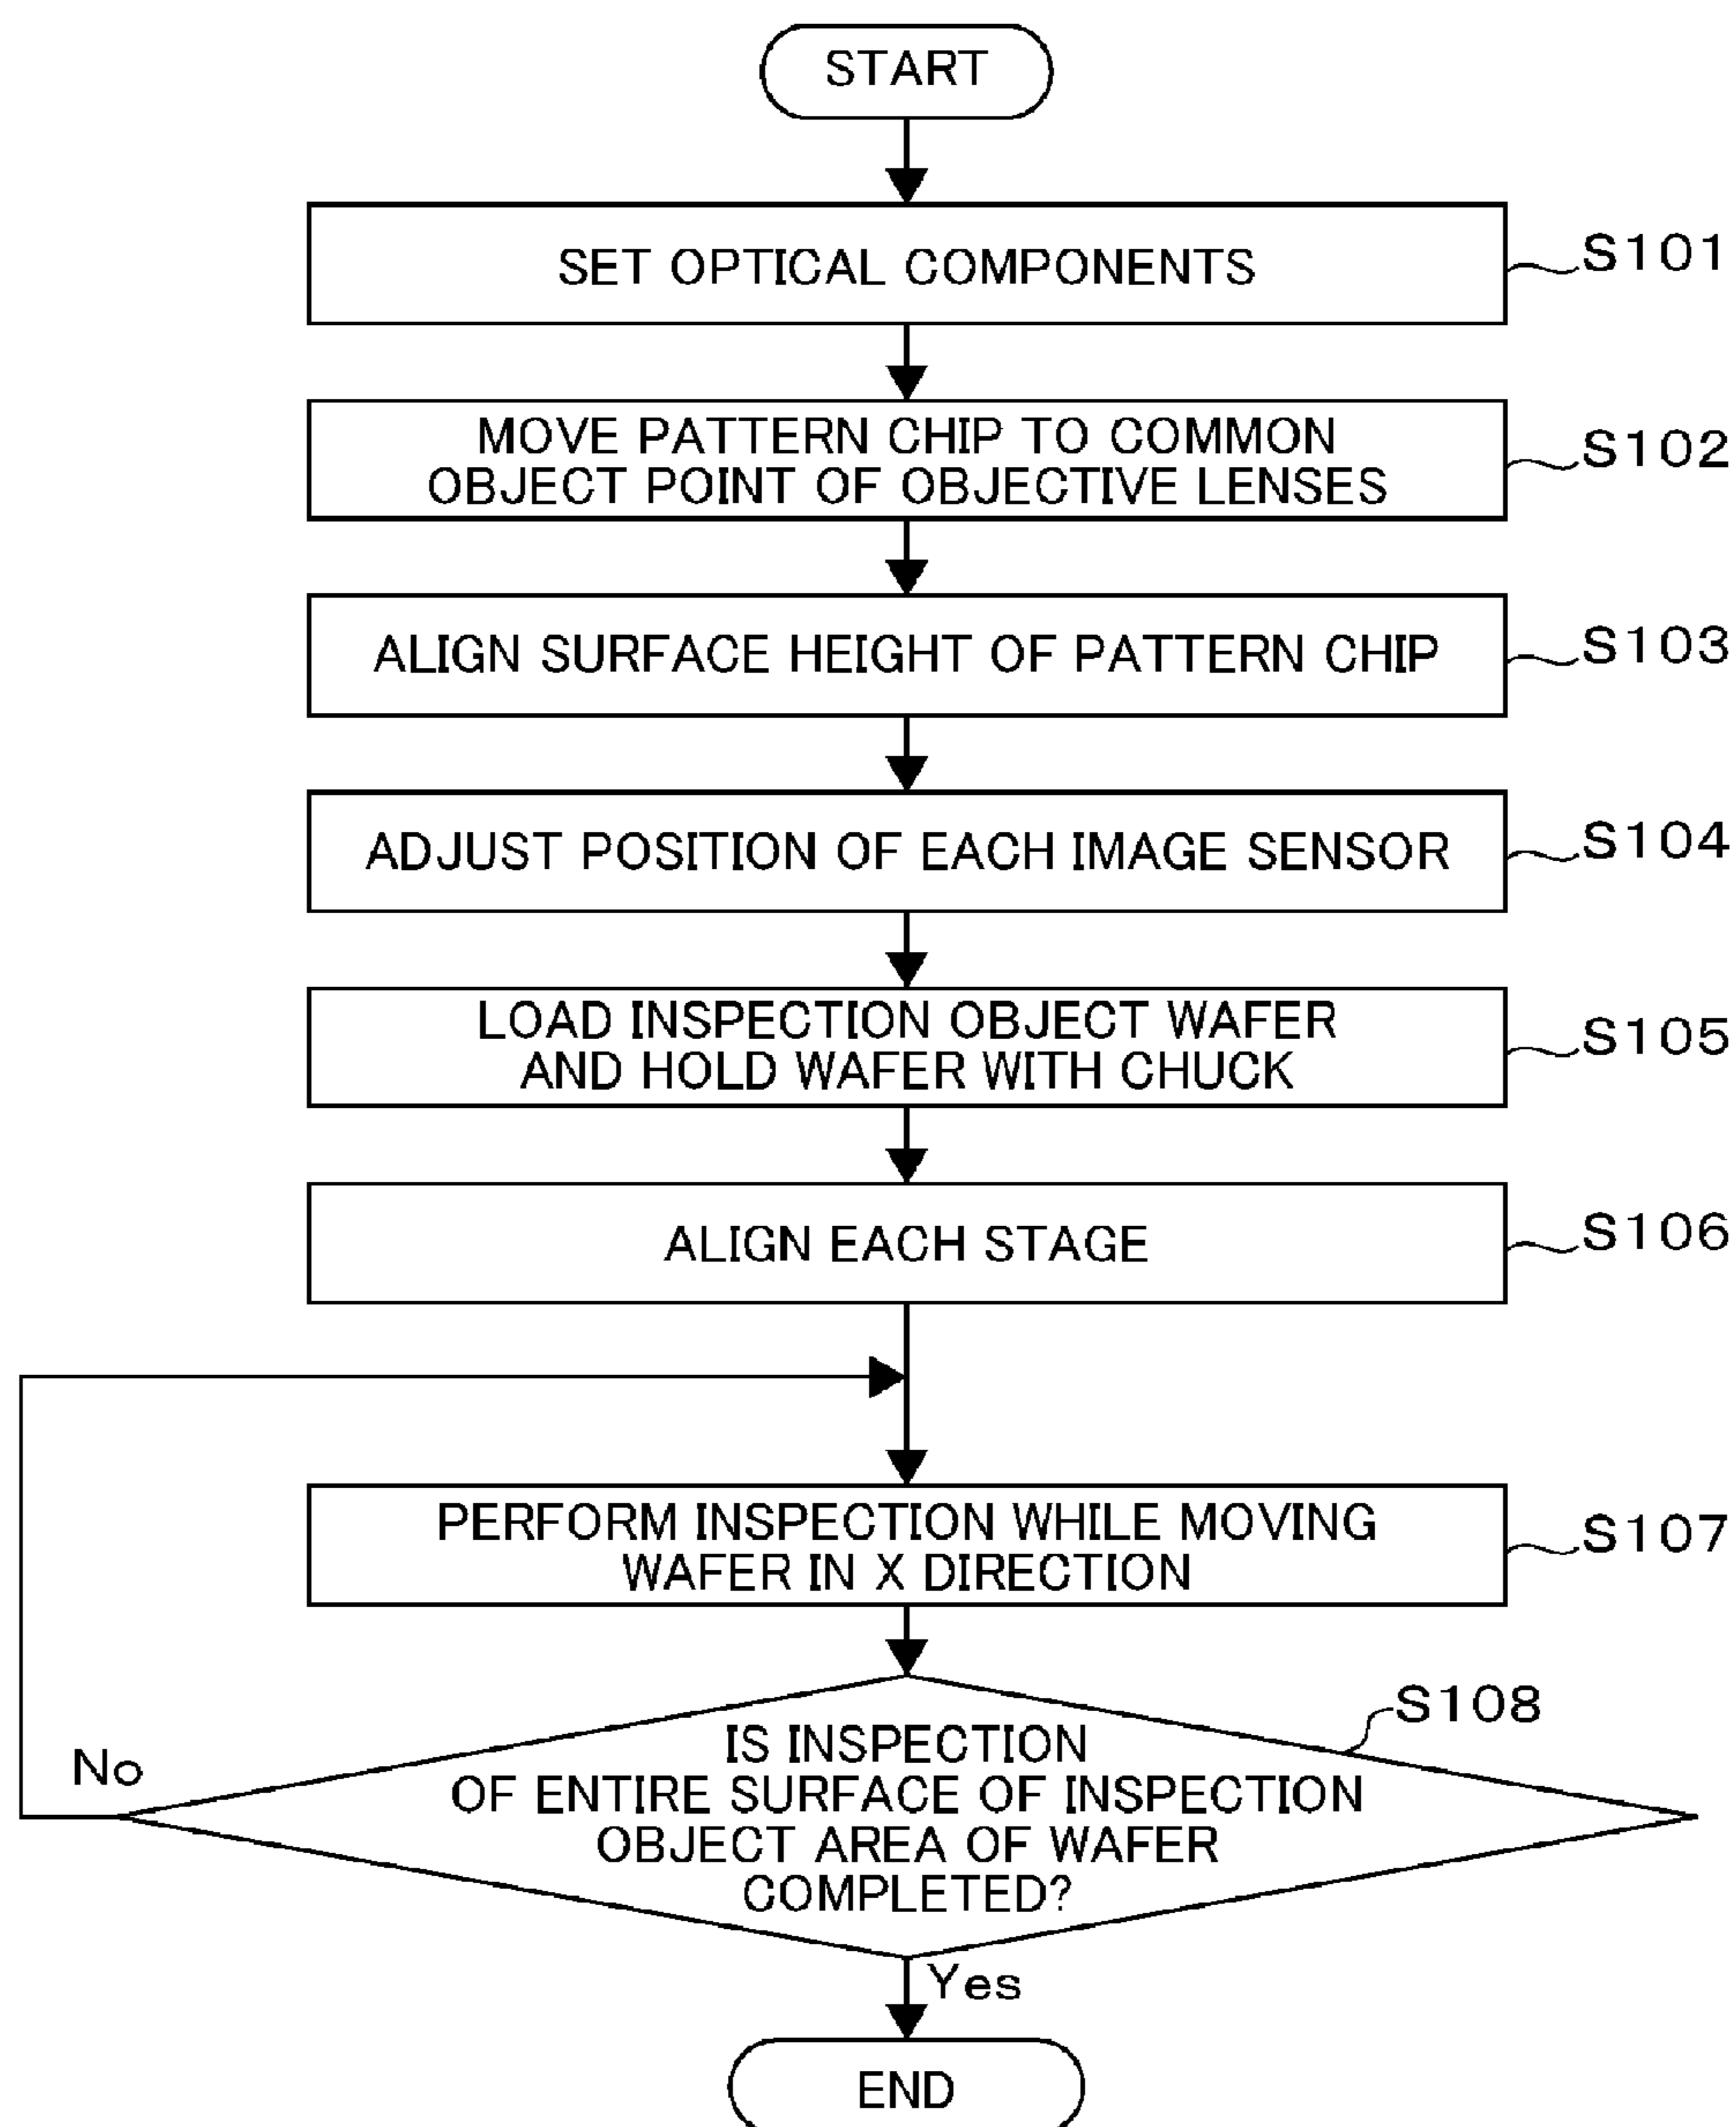 START
SET OPTICAL COMPONENTS
S101
MOVE PATTERN CHIP TO COMMON
OBJECT POINT OF OBJECTIVE LENSES
S102
ALIGN SURFACE HEIGHT OF PATTERN CHIP
S103
ADJUST POSITION OF EACH IMAGE SENSOR
S104
LOAD INSPECTION OBJECT WAFER
AND HOLD WAFER WITH CHUCK
S105
ALIGN EACH STAGE
S106
PERFORM INSPECTION WHILE MOVING
WAFER IN X DIRECTION
S107
S108
IS INSPECTION
OF ENTIRE SURFACE OF INSPECTION
OBJECT AREA OF WAFER
COMPLETED?
No
Yes
END